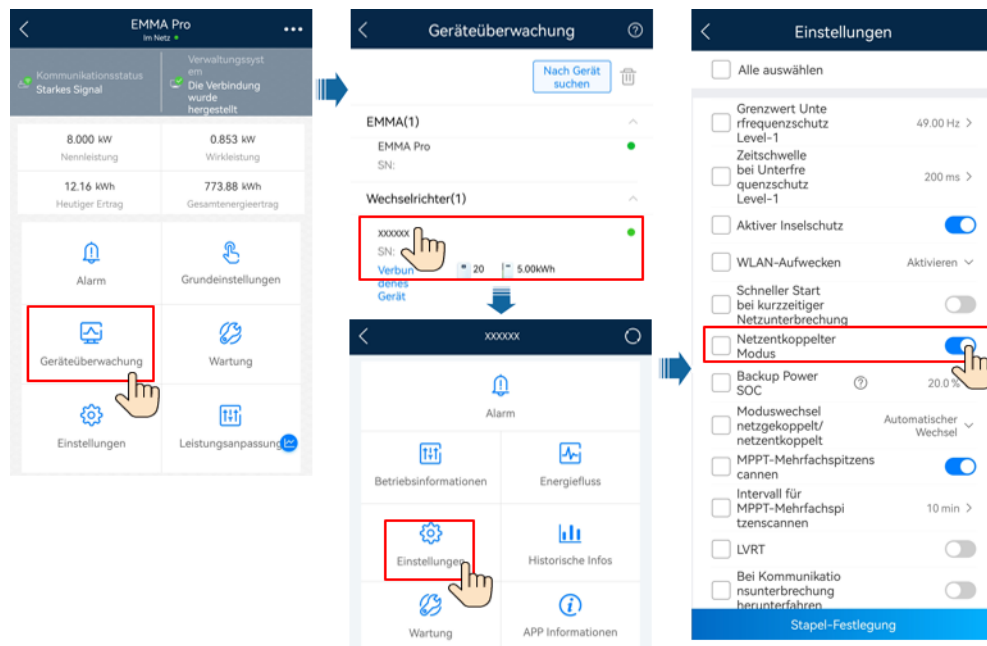 EMMA Pro
Im Netz
Kommunikationsstatus
Starkes Signal
Verwaltungssyst
em
Die Verbindung
wurde
hergestellt
8.000 kW
Nennleistung
0.853 kW
Wirkleistung
12.16 kWh
Heutiger Ertrag
773.88 kWh
Gesamtenergieertrag
Alarm
Grundeinstellungen
Geräteüberwachung
Wartung
Einstellungen
Leistungsanpassung
Geräteüberwachung
Nach Gerät
suchen
EMMA(1)
EMMA Pro
SN:
Wechselrichter(1)
xxxxxx
SN:
Verbun
denes
Gerät
20
5.00kWh
xxxxxx
Alarm
Betriebsinformationen
Energiefluss
Einstellungen
Historische Infos
Wartung
APP Informationen
Einstellungen
Alle auswählen
Grenzwert Unte
rfrequenzschutz
Level-1
49.00 Hz
Zeitschwelle
bei Unterfre
quenzschutz
Level-1
200 ms
Aktiver Inselschutz
WLAN-Aufwecken
Aktivieren
Schneller Start
bei kurzzeitiger
Netzunterbrechung
Netzentkoppelter
Modus
Backup Power
SOC
20.0 %
Moduswechsel
netzgekoppelt/
netzentkoppelt
Automatischer
Wechsel
MPPT-Mehrfachspitzens
cannen
Intervall für
MPPT-Mehrfachspi
tzenscannen
10 min
LVRT
Bei Kommunikatio
nsunterbrechung
herunterfahren
Stapel-Festlegung